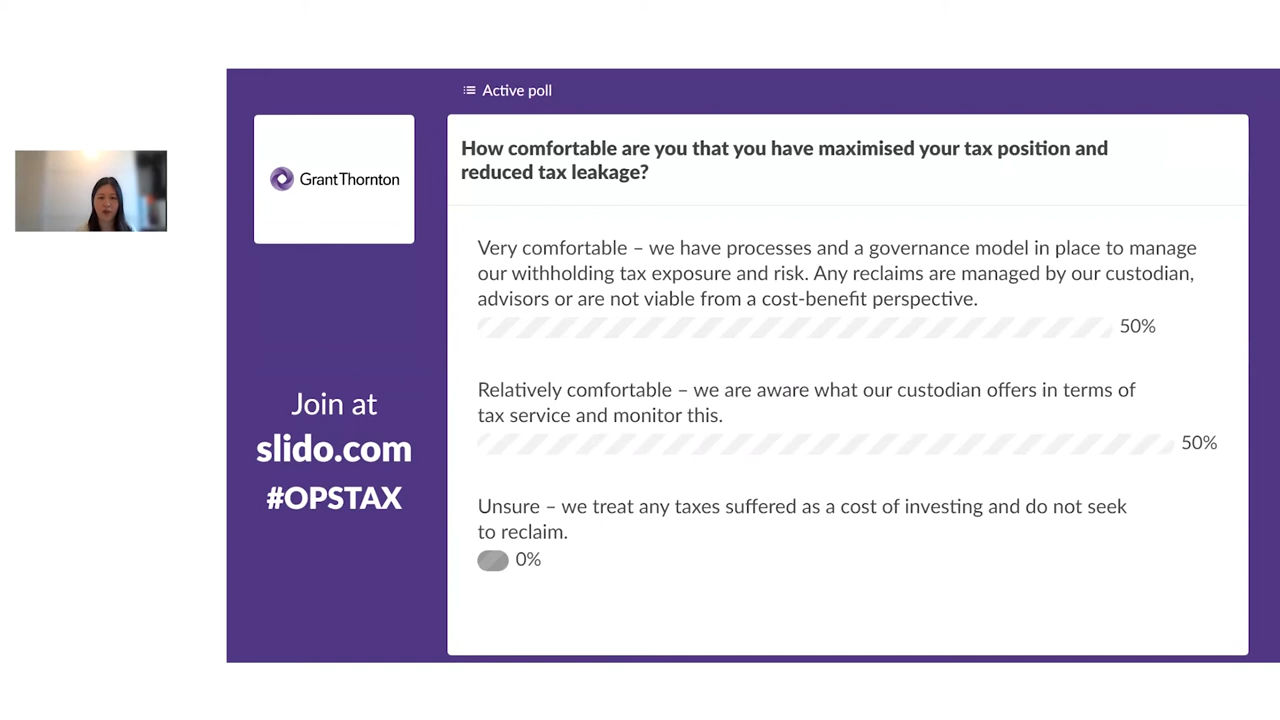 Active poll
GrantThornton
How comfortable are you that you have maximised your tax position and
reduced tax leakage?
Very comfortable – we have processes and a governance model in place to manage
our withholding tax exposure and risk. Any reclaims are managed by our custodian,
advisors or are not viable from a cost-benefit perspective.
50%
Relatively comfortable – we are aware what our custodian offers in terms of
tax service and monitor this.
50%
Unsure – we treat any taxes suffered as a cost of investing and do not seek
to reclaim.
0%
Join at
slido.com
#OPSTAX